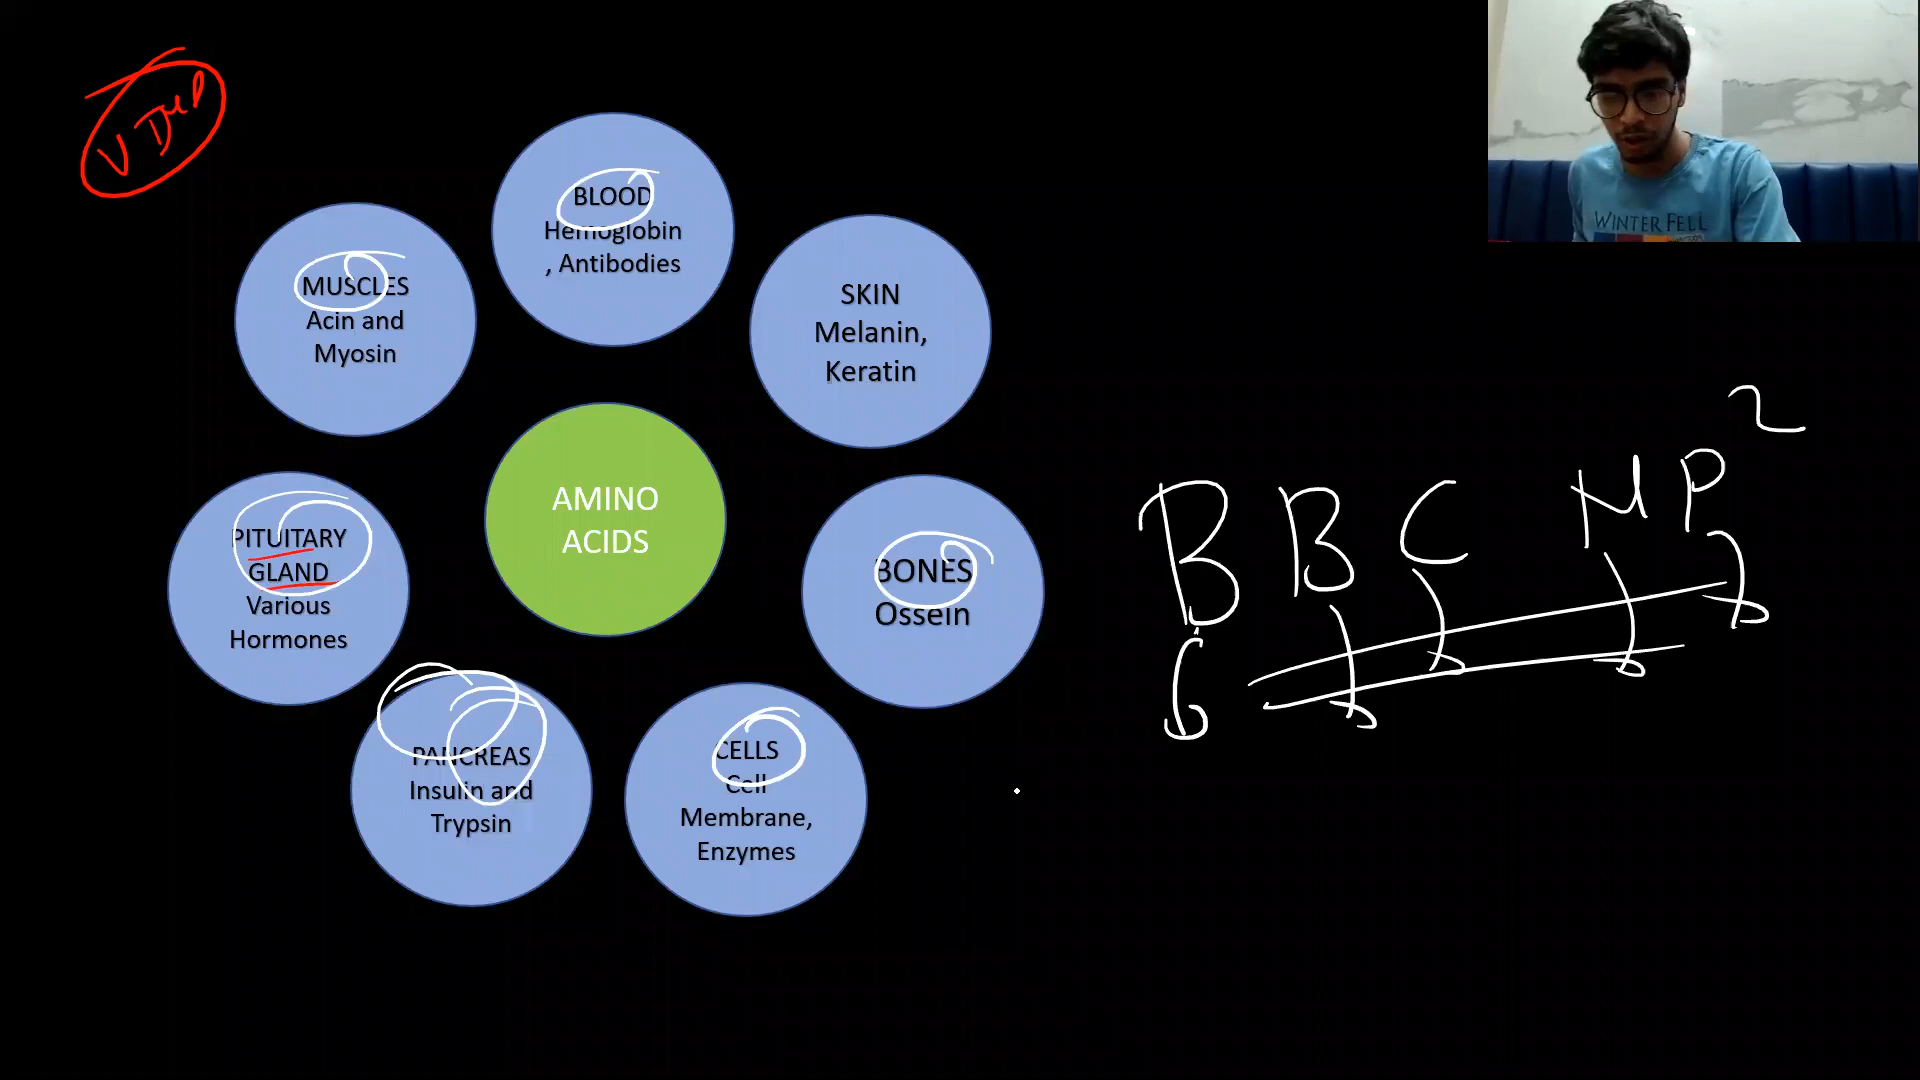 V IMP
BLOOD
Hemoglobin
, Antibodies
MUSCLES
Acin and
Myosin
SKIN
Melanin,
Keratin
AMINO
ACIDS
PITUITARY
GLAND
Various
Hormones
BONES
Ossein
PANCREAS
Insulin and
Trypsin
CELLS
Cell
Membrane,
Enzymes
B B C M P 2
WINTER FELL